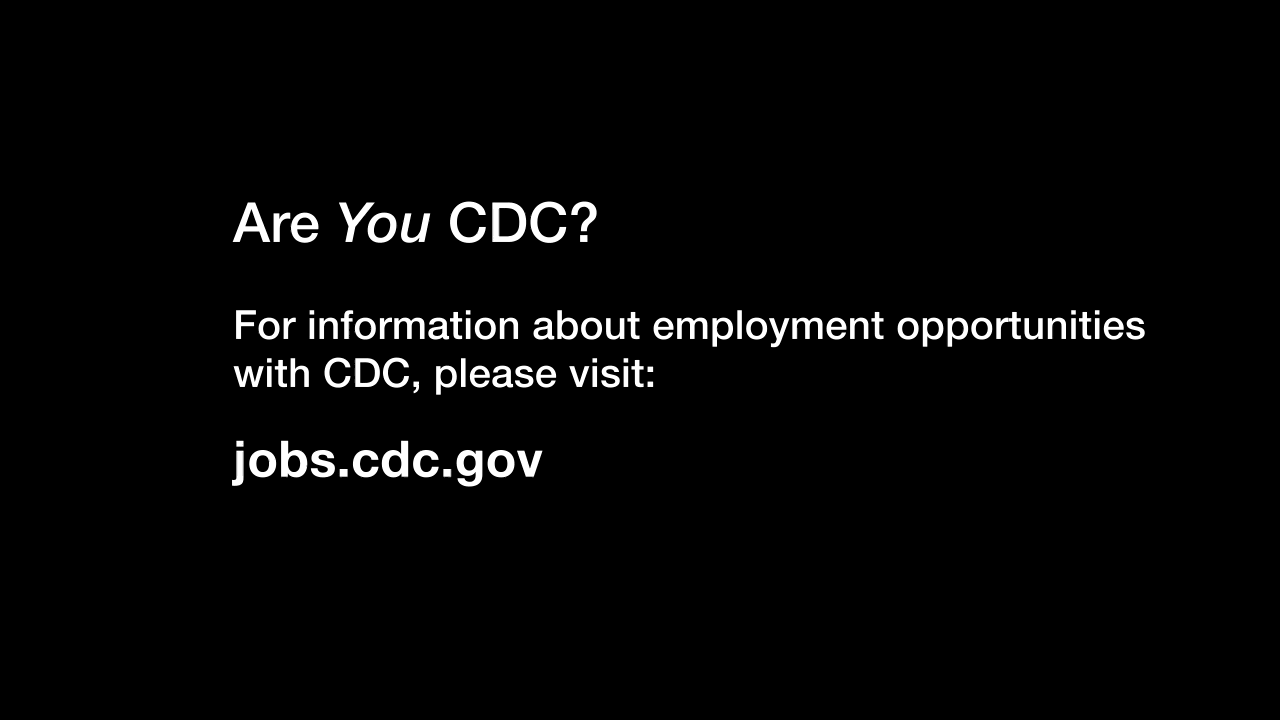 Are You CDC?
For information about employment opportunities
with CDC, please visit:
jobs.cdc.gov